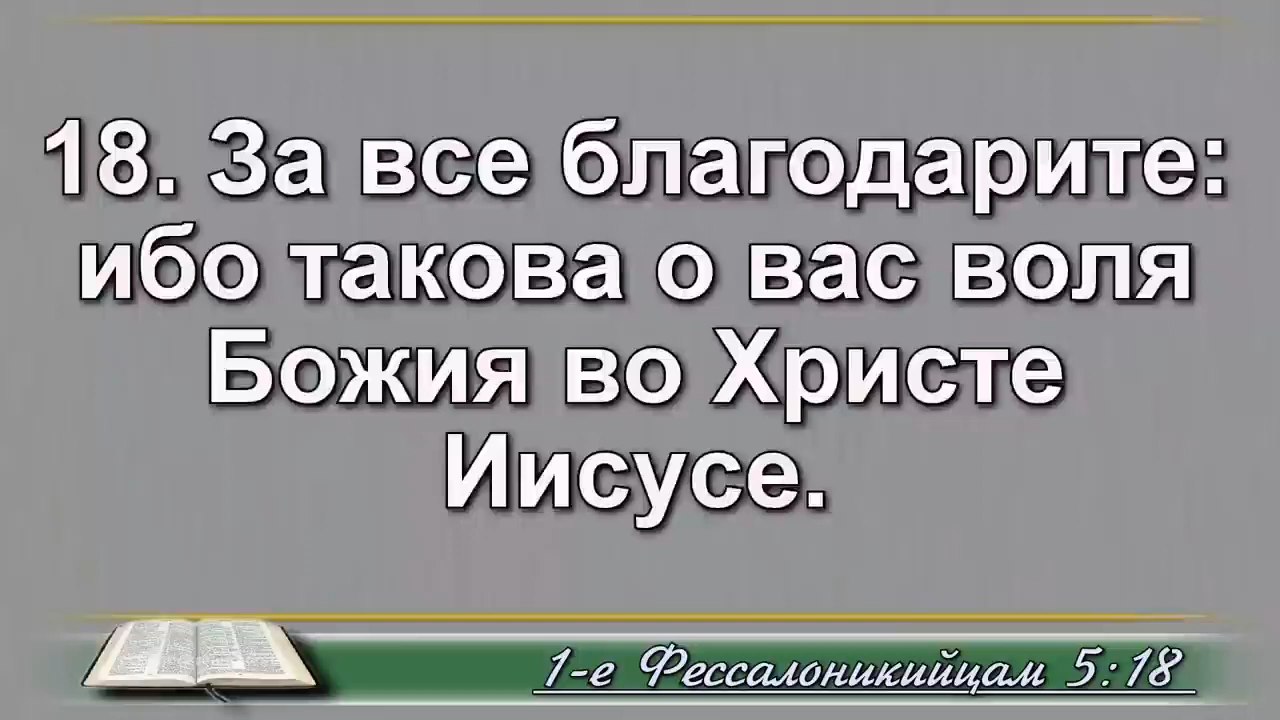 18. За все благодарите:
ибо такова о вас воля
Божия во Христе
Иисусе.
1-е Фессалоникийцам 5:18